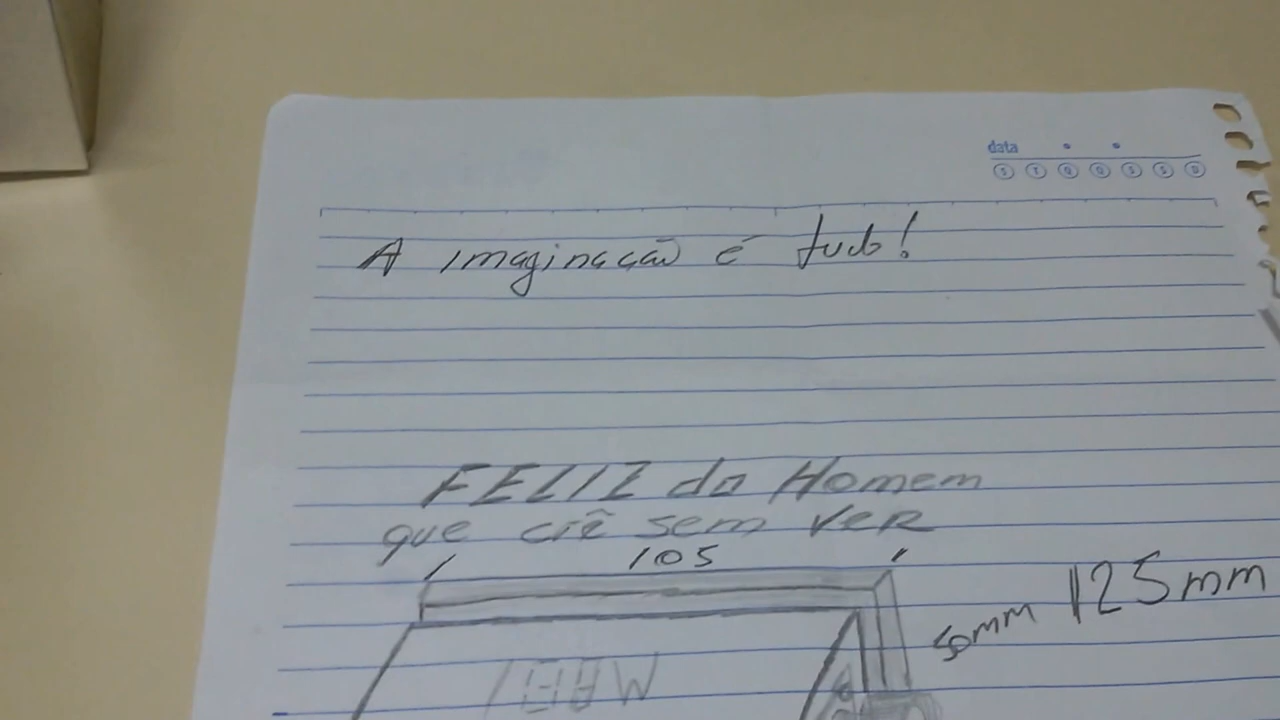 data
S T Q Q S S D
A imaginação é tudo!
FELIZ do Homem
que crê sem VER
105
50mm
125mm